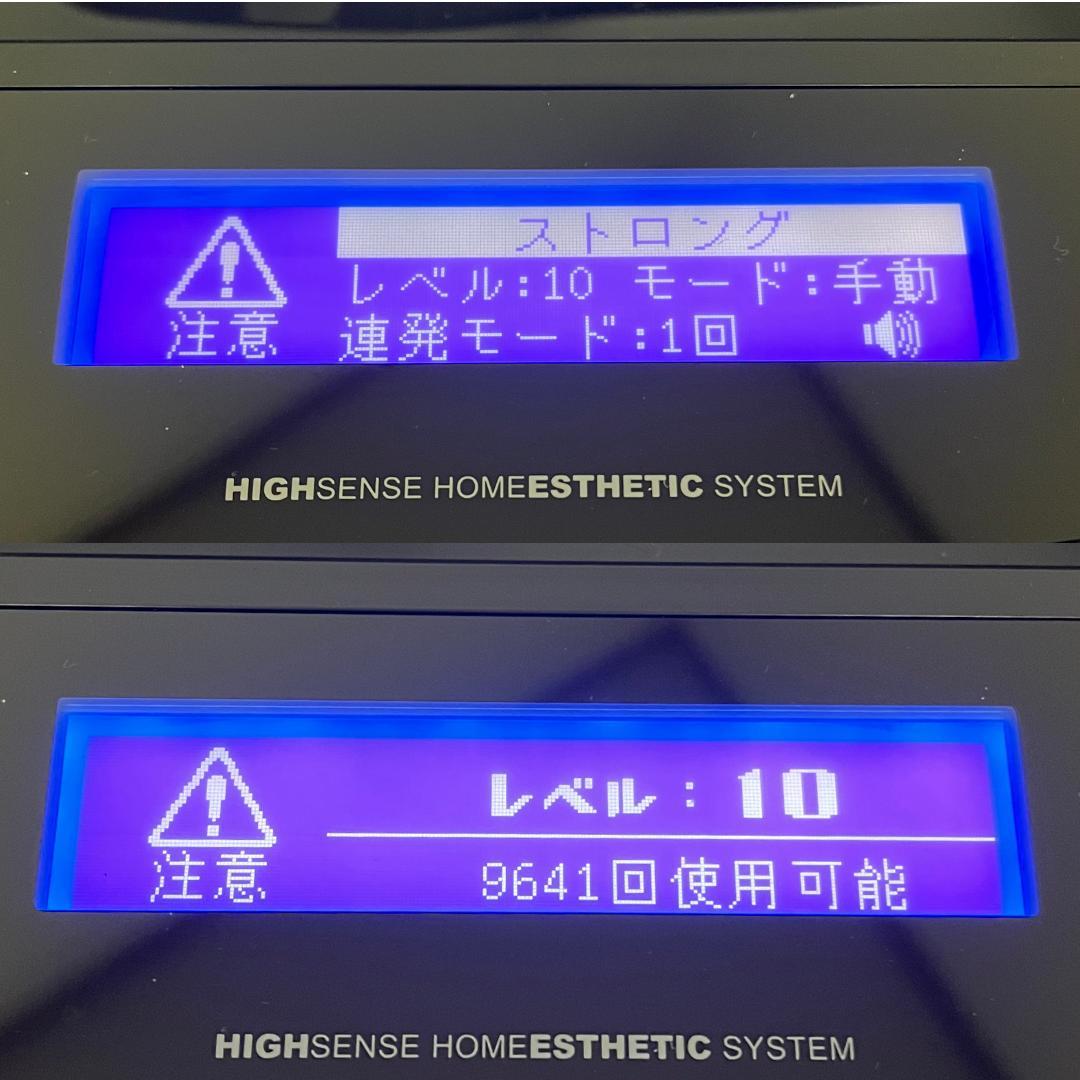 ストロング
レベル:10 モード:手動
連発モード:1回
注意
HIGHSENSE HOMEESTHETIC SYSTEM
レベル: 10
9641回使用可能
注意
HIGHSENSE HOMEESTHETIC SYSTEM